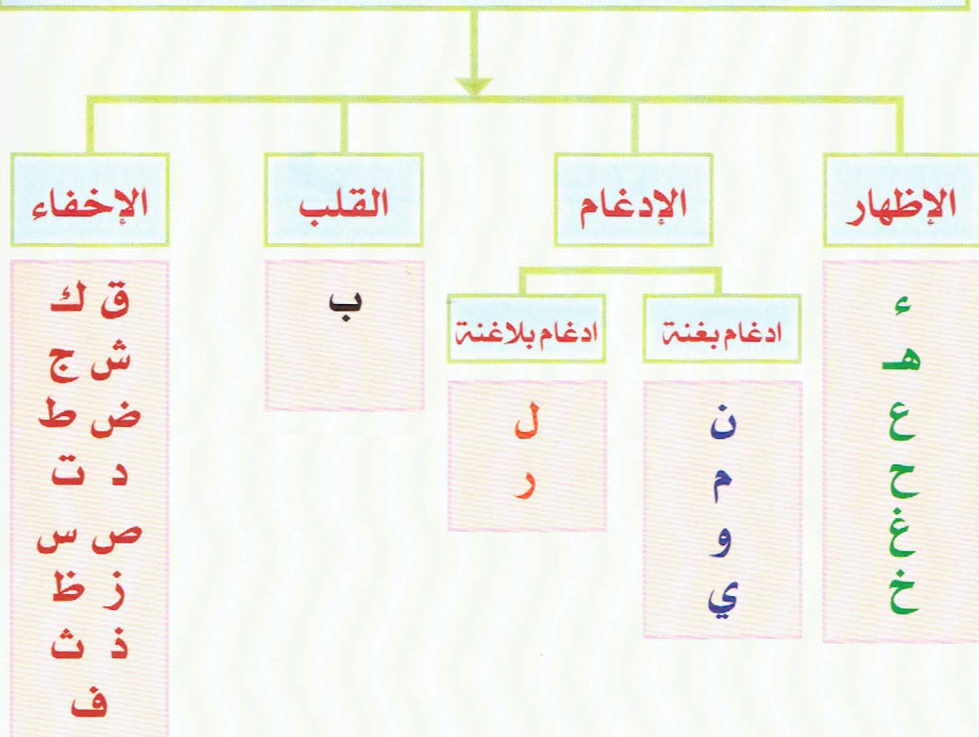 الإظهار
ء
هـ
ع
ح
غ
خ
الإدغام
ادغام بغنة
ن
م
و
ي
ادغام بلاغنة
ل
ر
القلب
ب
الإخفاء
ق ك
ش ج
ض ط
د ت
ص س
ز ظ
ذ ث
ف